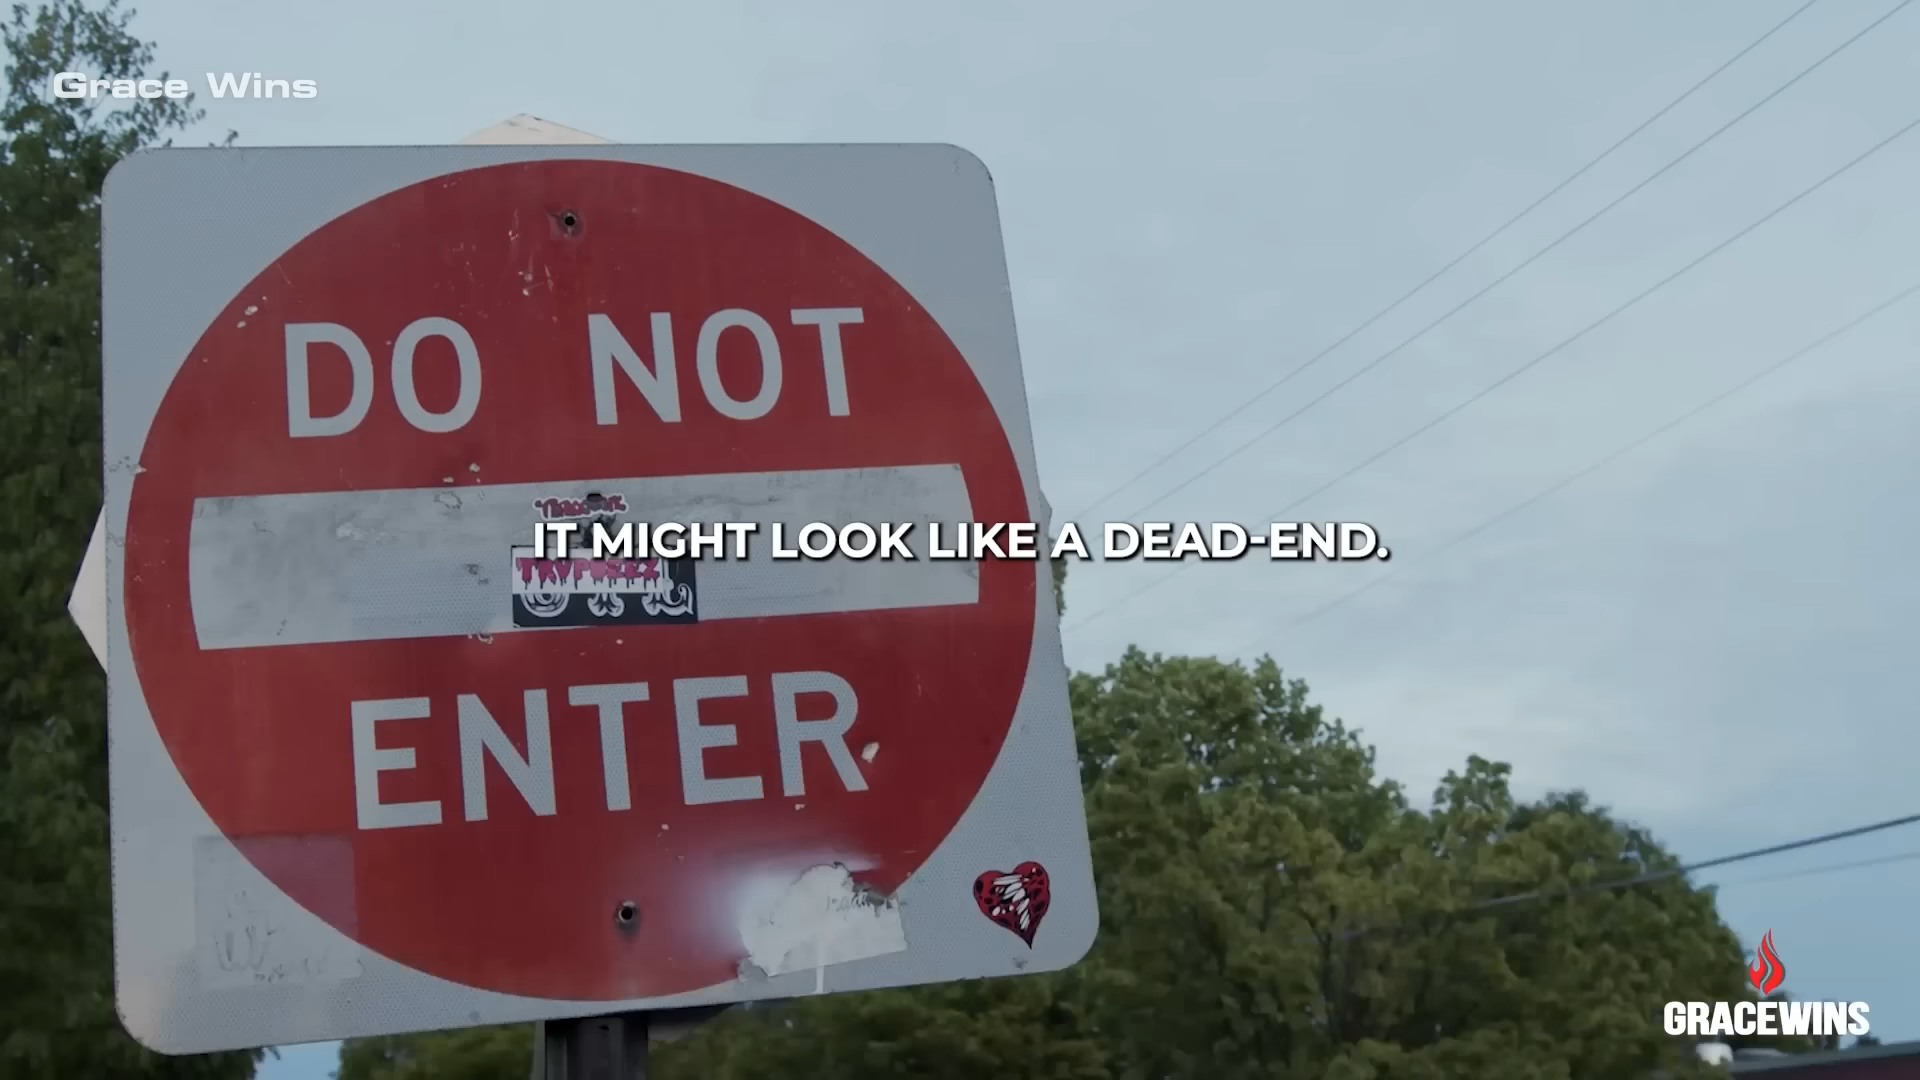 Grace Wins
DO NOT
IT MIGHT LOOK LIKE A DEAD-END.
ENTER
GRACEWINS